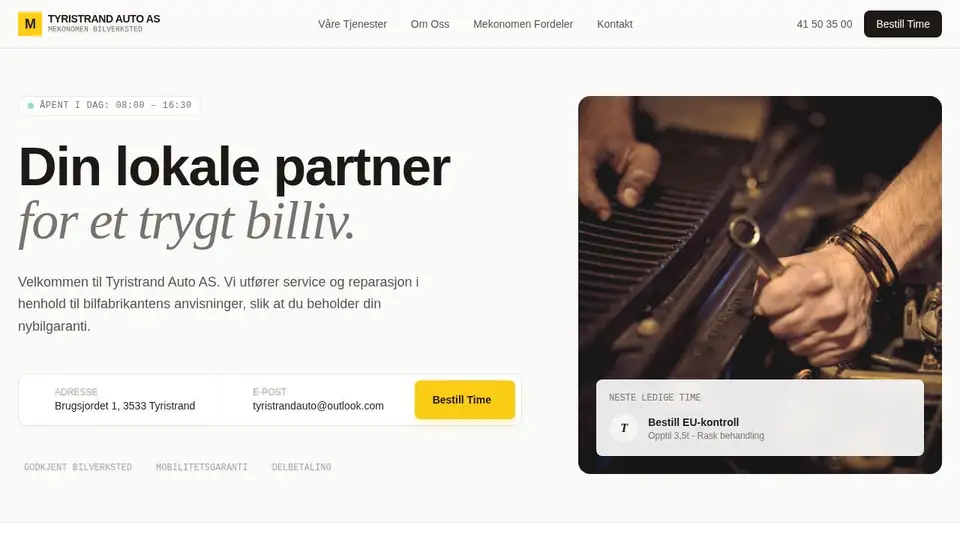 M
TYRISTRAND AUTO AS
MEKONOMEN BILVERKSTED
Våre Tjenester
Om Oss
Mekonomen Fordeler
Kontakt
41 50 35 00
Bestill Time
ÅPENT I DAG: 08:00 – 16:30
Din lokale partner
for et trygt billiv.
Velkommen til Tyristrand Auto AS. Vi utfører service og reparasjon i
henhold til bilfabrikantens anvisninger, slik at du beholder din
nybilgaranti.
ADRESSE
Brugsjordet 1, 3533 Tyristrand
E-POST
tyristrandauto@outlook.com
Bestill Time
GODKJENT BILVERKSTED
MOBILITETSGARANTI
DELBETALING
NESTE LEDIGE TIME
T
Bestill EU-kontroll
Opptil 3,5t - Rask behandling